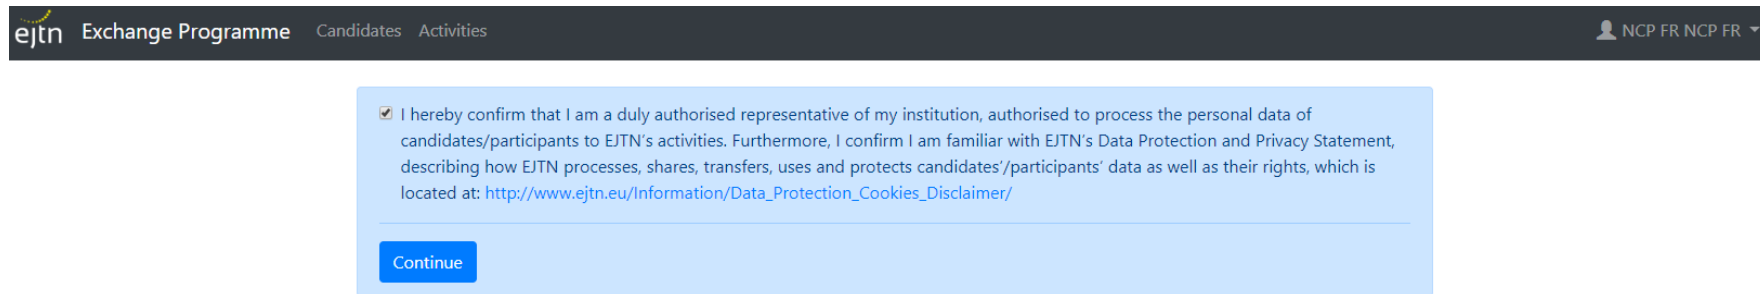 ejtn Exchange Programme Candidates Activities NCP FR NCP FR
I hereby confirm that I am a duly authorised representative of my institution, authorised to process the personal data of
candidates/participants to EJTN's activities. Furthermore, I confirm I am familiar with EJTN's Data Protection and Privacy Statement,
describing how EJTN processes, shares, transfers, uses and protects candidates'/participants' data as well as their rights, which is
located at: http://www.ejtn.eu/Information/Data_Protection_Cookies_Disclaimer/
Continue